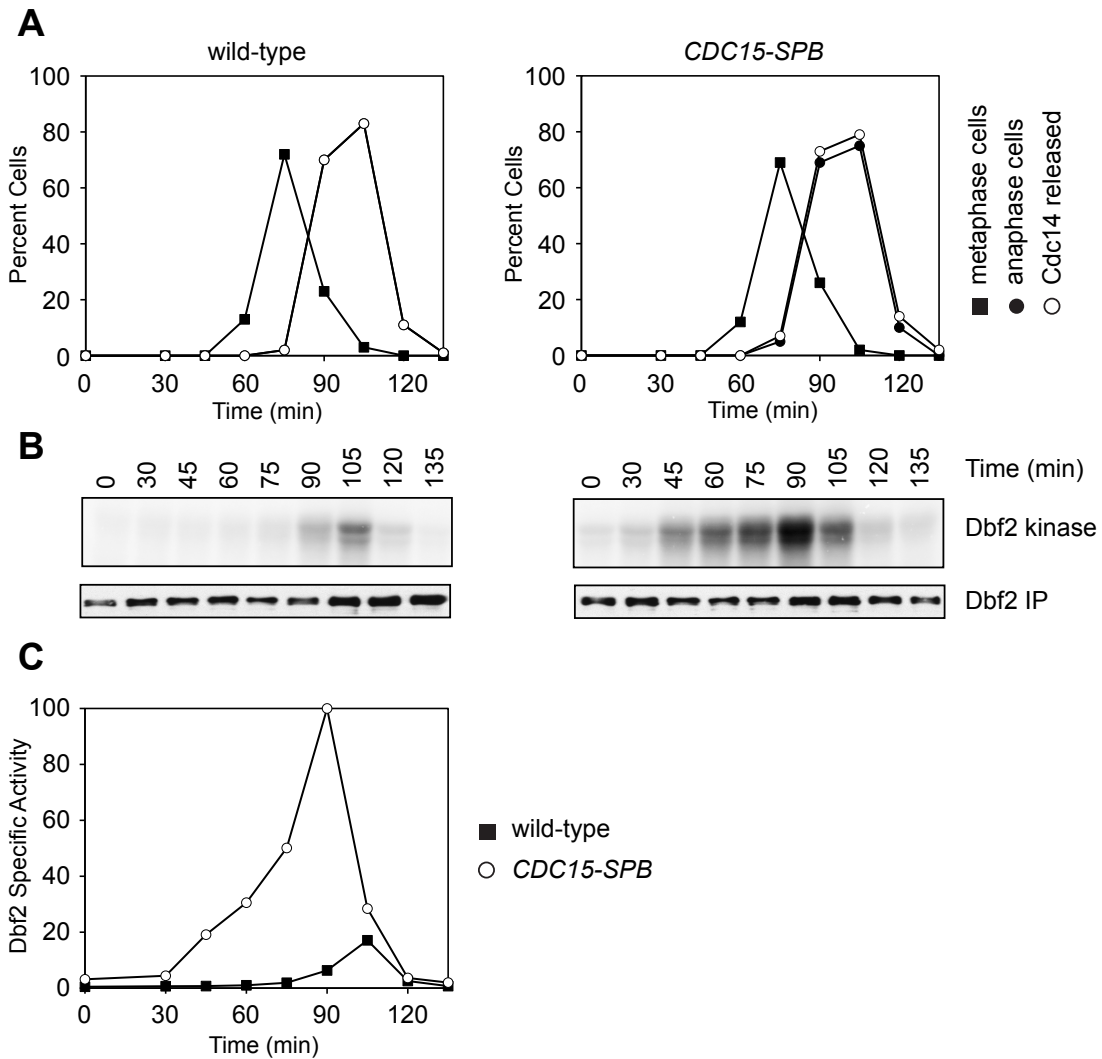 A
wild-type
CDC15-SPB
100
80
60
40
20
0
Percent Cells
0 30 60 90 120
Time (min)
100
80
60
40
20
0
Percent Cells
0 30 60 90 120
Time (min)
metaphase cells
anaphase cells
Cdc14 released
B
0 30 45 60 75 90 105 120 135
0 30 45 60 75 90 105 120 135
Time (min)
Dbf2 kinase
Dbf2 IP
C
100
80
60
40
20
0
Dbf2 Specific Activity
0 30 60 90 120
Time (min)
wild-type
CDC15-SPB